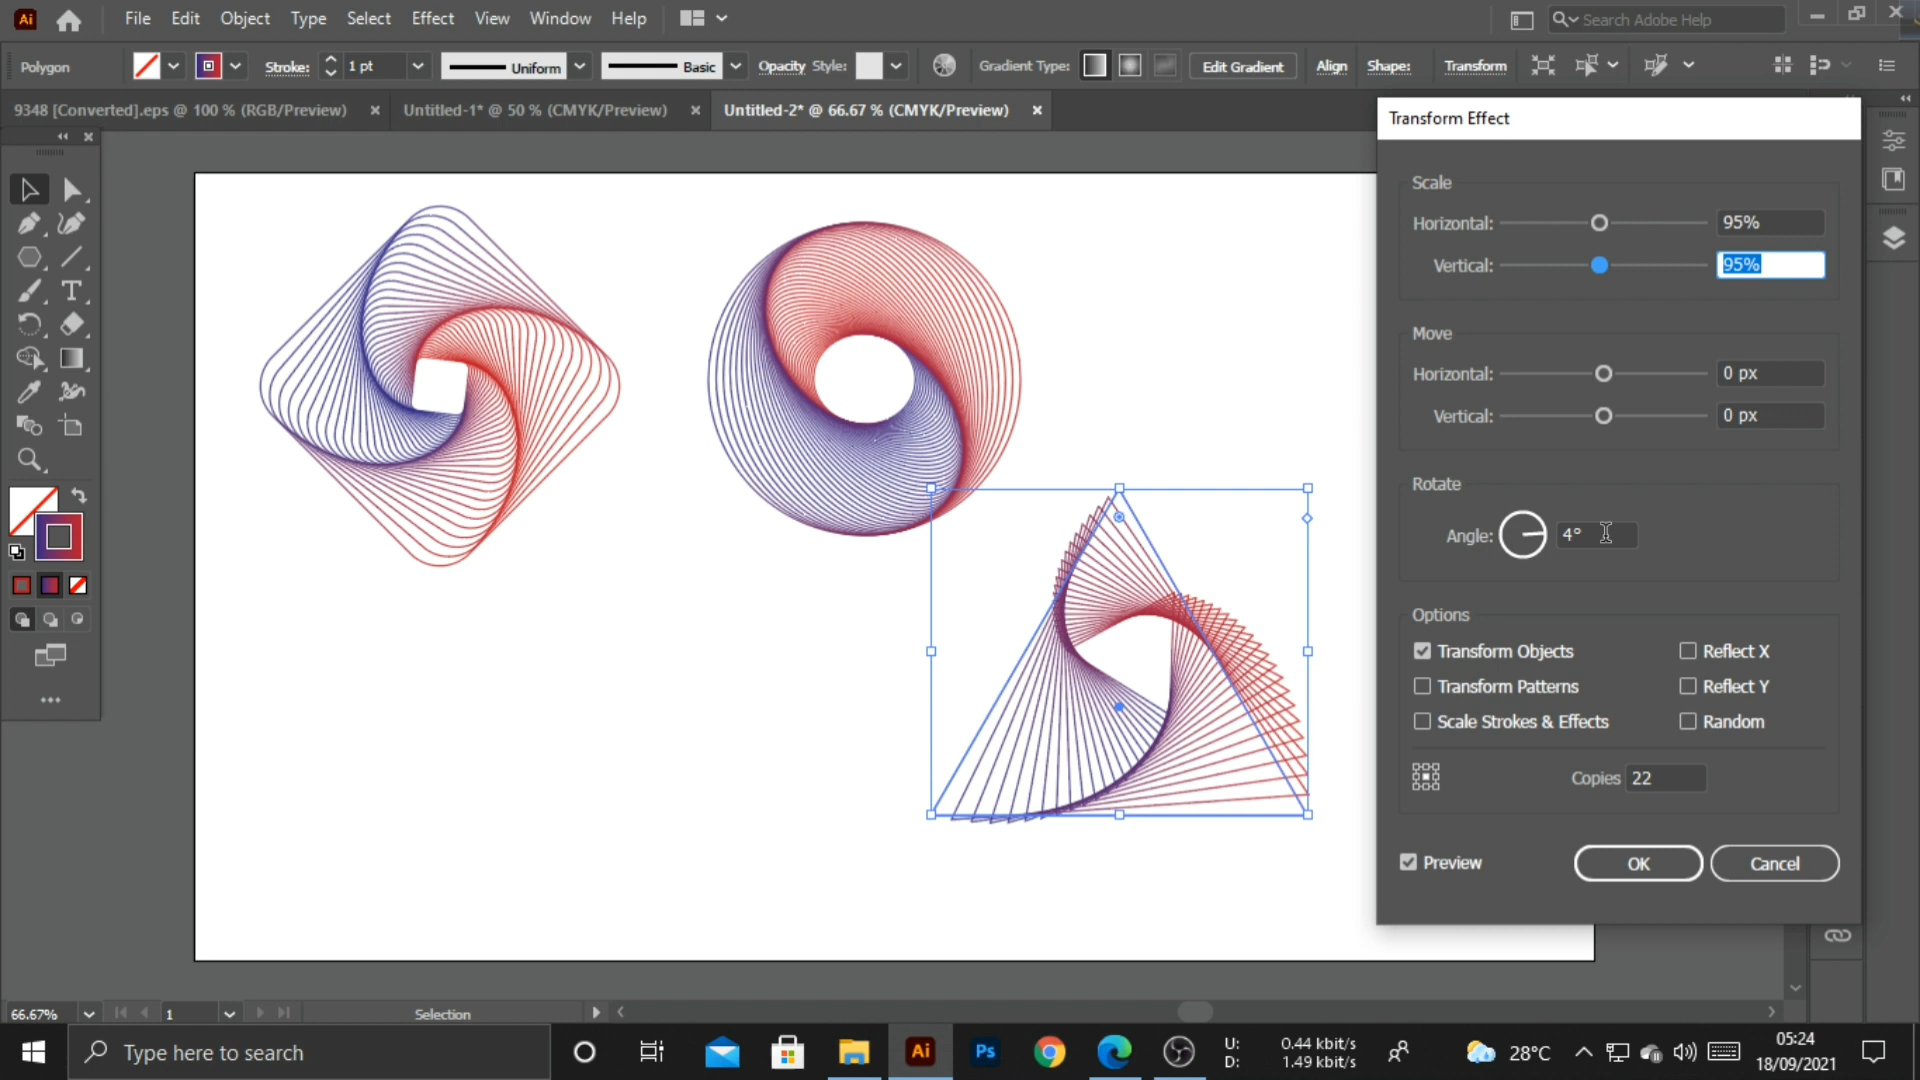 Ai File Edit Object Type Select Effect View Window Help Search Adobe Help
Polygon Stroke: 1 pt Uniform Basic Opacity Style: Gradient Type: Edit Gradient Align Shape: Transform
9348 [Converted].eps @ 100 % (RGB/Preview) Untitled-1* @ 50 % (CMYK/Preview) Untitled-2* @ 66.67 % (CMYK/Preview)
Transform Effect
Scale
Horizontal: 95%
Vertical: 95%
Move
Horizontal: 0 px
Vertical: 0 px
Rotate
Angle: 4°
Options
Transform Objects Reflect X
Transform Patterns Reflect Y
Scale Strokes & Effects Random
Copies 22
Preview OK Cancel
66.67% 1 Selection
Type here to search Ai Ps U: 0.44 kbit/s D: 1.49 kbit/s 28°C 05:24
18/09/2021